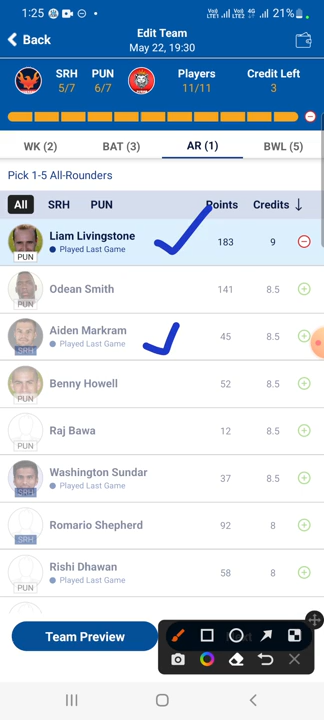 1:25 21%
Edit Team
Back
May 22, 19:30
SRH PUN Players Credit Left
5/7 6/7 11/11 3
WK (2) BAT (3) AR (1) BWL (5)
Pick 1-5 All-Rounders
All SRH PUN Points Credits ↓
Liam Livingstone
Played Last Game
183 9
PUN
Odean Smith
141 8.5
PUN
Aiden Markram
Played Last Game
45 8.5
SRH
Benny Howell
52 8.5
PUN
Raj Bawa
12 8.5
PUN
Washington Sundar
Played Last Game
37 8.5
SRH
Romario Shepherd
92 8
SRH
Rishi Dhawan
Played Last Game
58 8
PUN
Team Preview